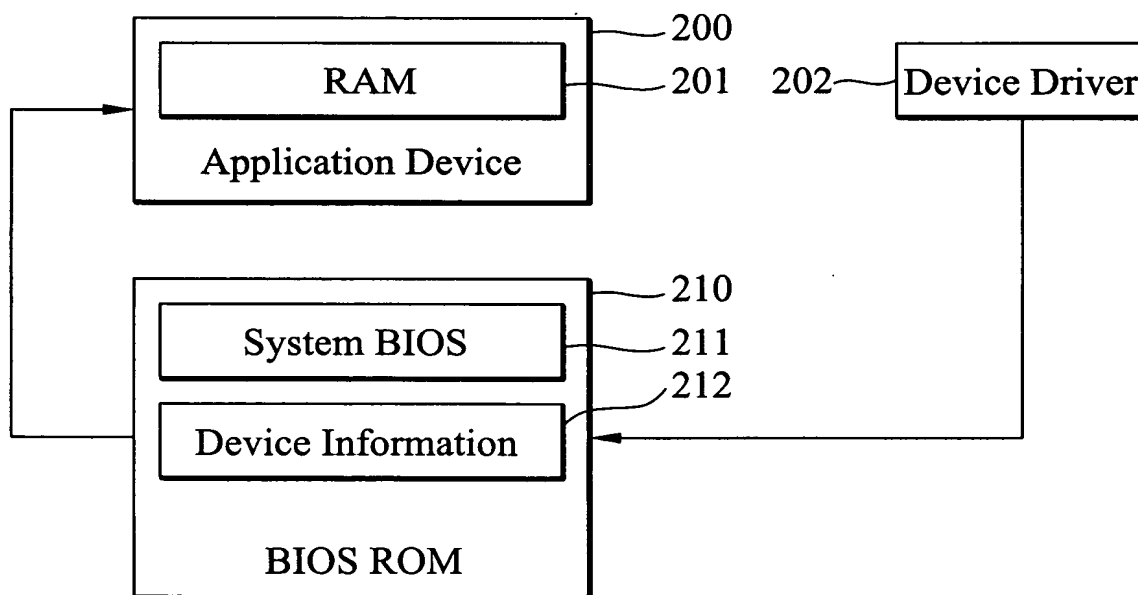 200
RAM
201
Application Device
202
Device Driver
210
System BIOS
211
212
Device Information
BIOS ROM